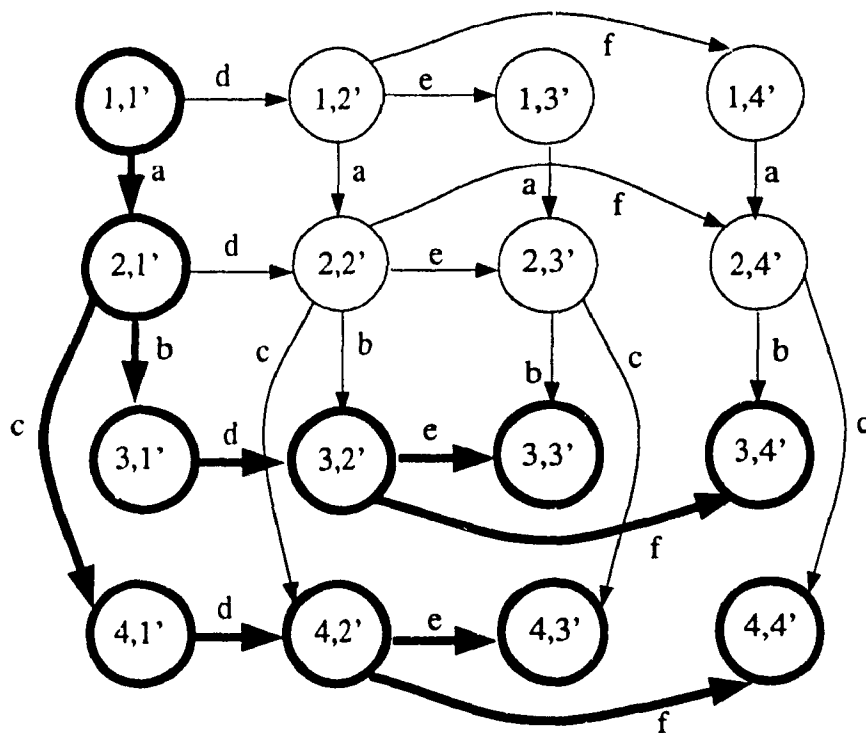 f
d
e
1,1' 1,2' 1,3' 1,4'
a a a a
f
d
e
2,1' 2,2' 2,3' 2,4'
b c b b c b
c c
d e
3,1' 3,2' 3,3' 3,4'
f
d e
4,1' 4,2' 4,3' 4,4'
f